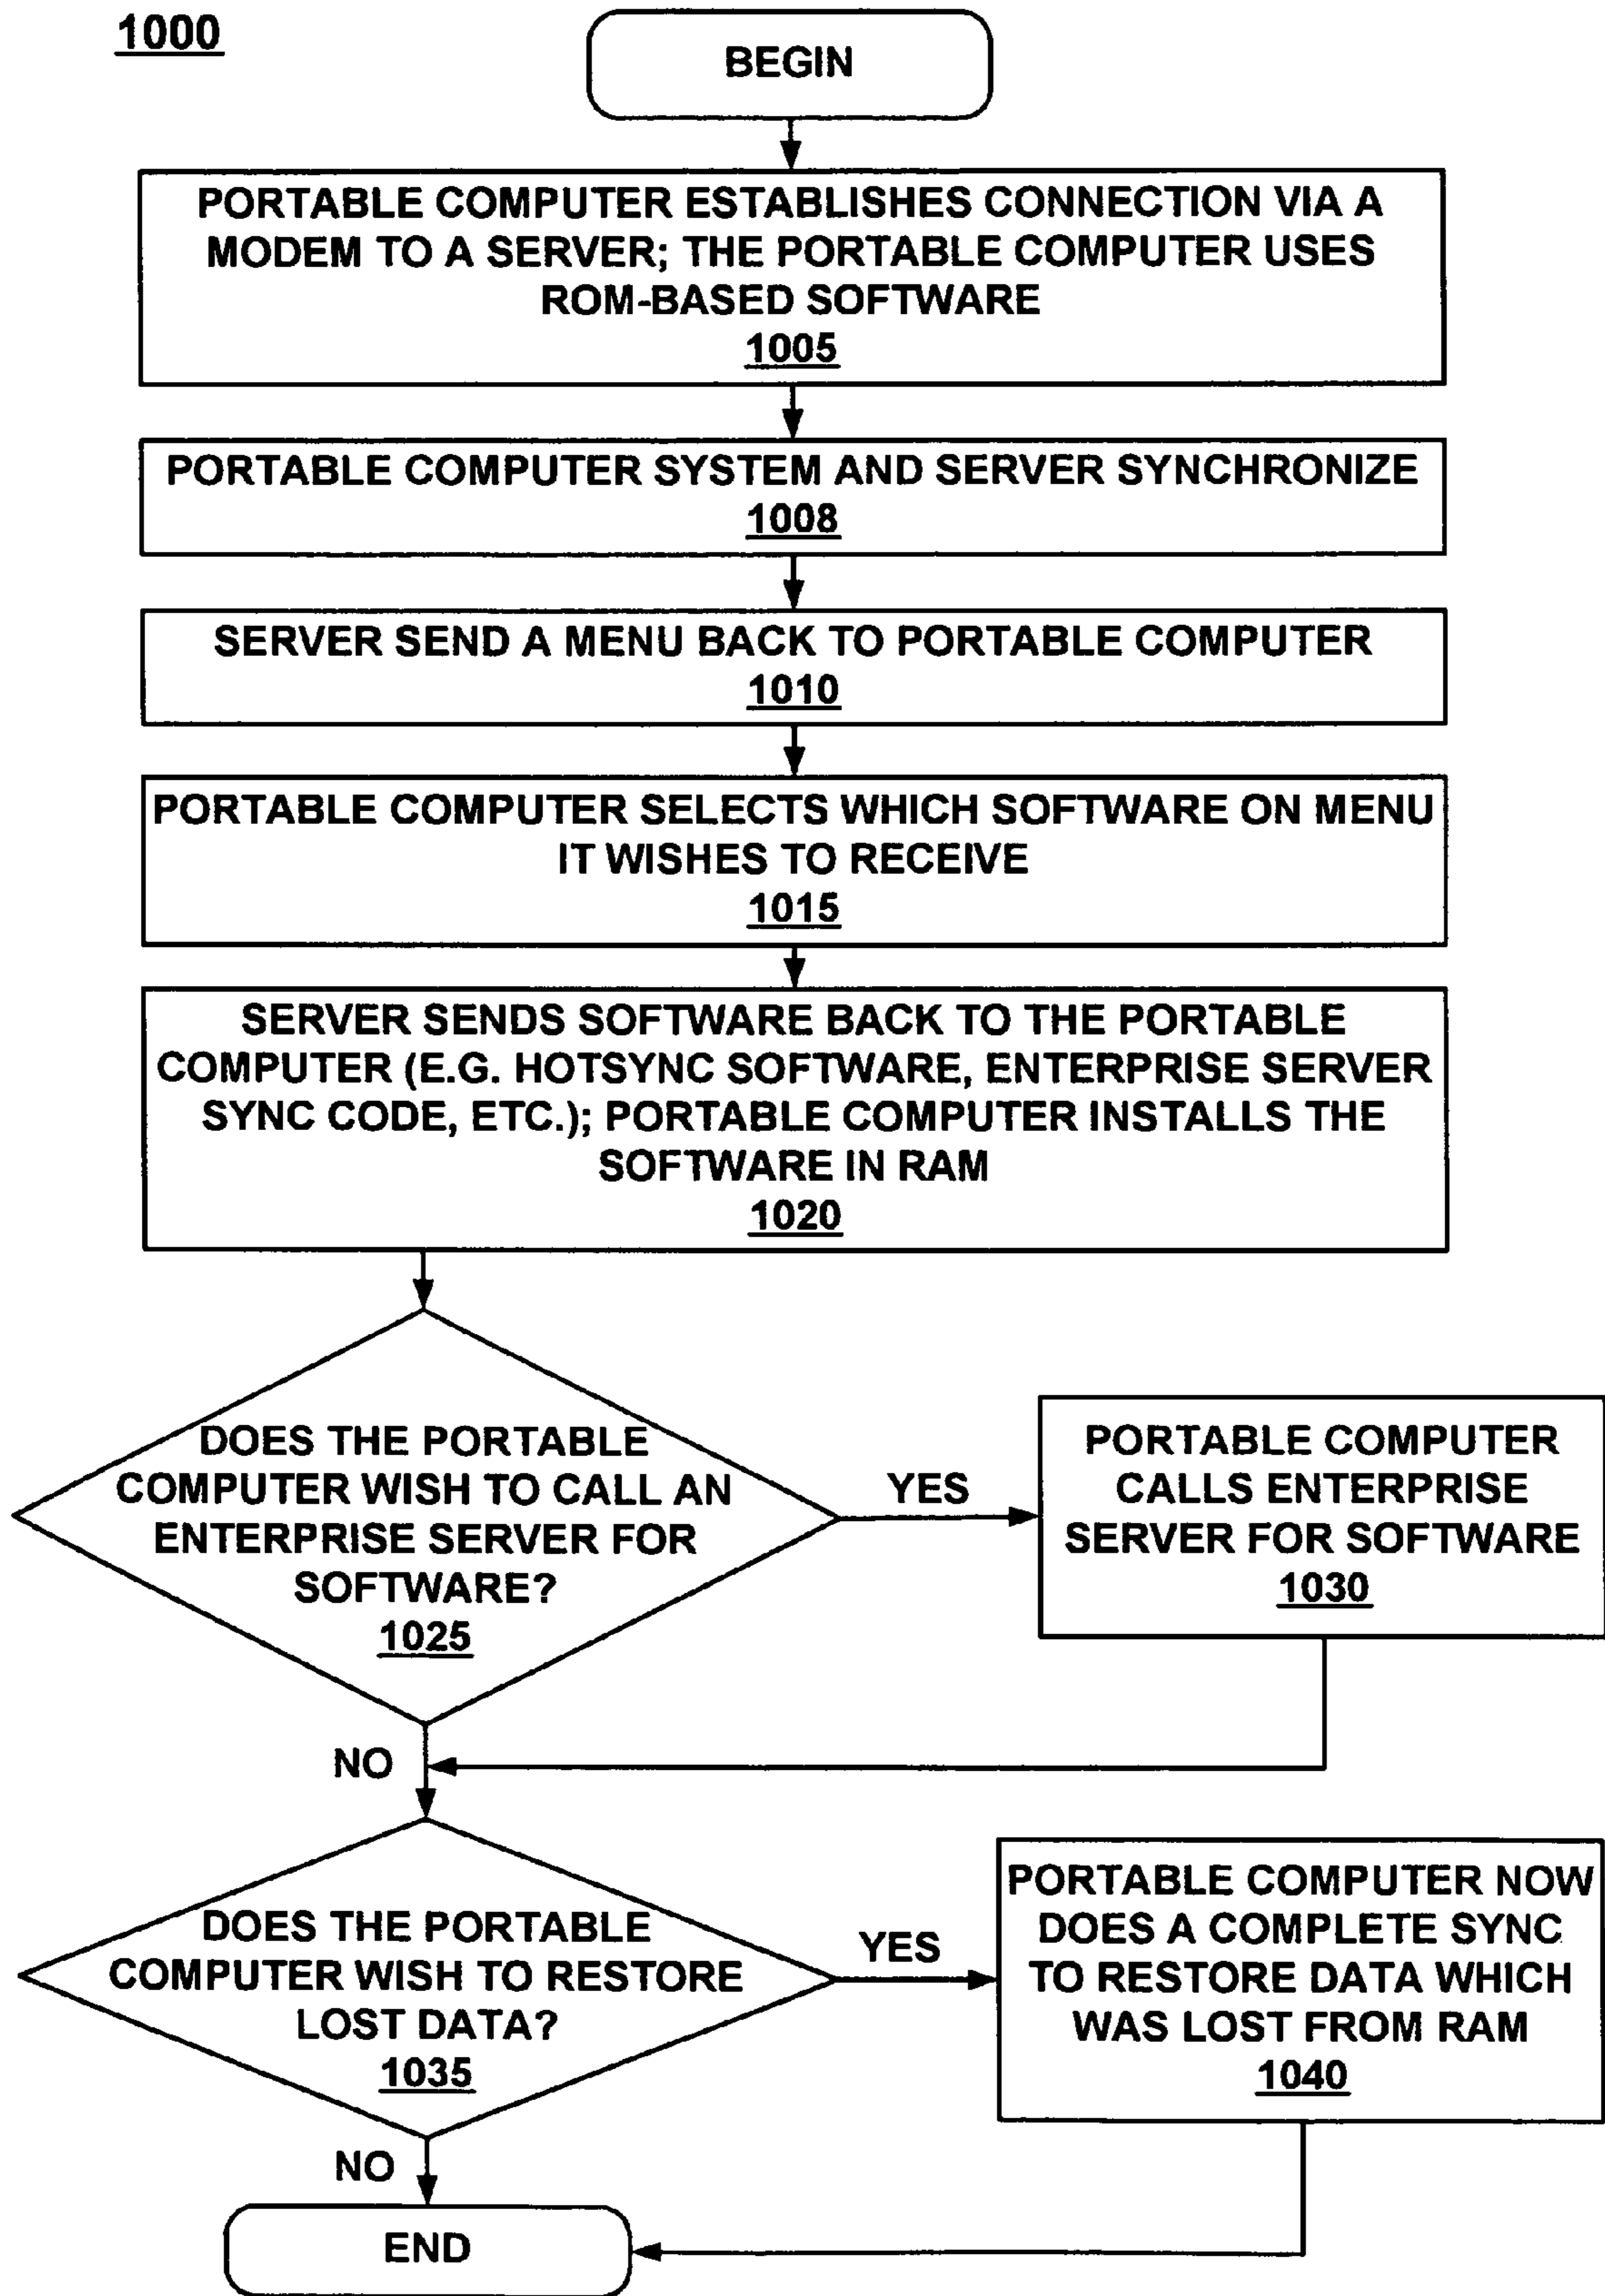 1000
BEGIN
PORTABLE COMPUTER ESTABLISHES CONNECTION VIA A
MODEM TO A SERVER; THE PORTABLE COMPUTER USES
ROM-BASED SOFTWARE
1005
PORTABLE COMPUTER SYSTEM AND SERVER SYNCHRONIZE
1008
SERVER SEND A MENU BACK TO PORTABLE COMPUTER
1010
PORTABLE COMPUTER SELECTS WHICH SOFTWARE ON MENU
IT WISHES TO RECEIVE
1015
SERVER SENDS SOFTWARE BACK TO THE PORTABLE
COMPUTER (E.G. HOTSYNC SOFTWARE, ENTERPRISE SERVER
SYNC CODE, ETC.); PORTABLE COMPUTER INSTALLS THE
SOFTWARE IN RAM
1020
DOES THE PORTABLE
COMPUTER WISH TO CALL AN
ENTERPRISE SERVER FOR
SOFTWARE?
1025
YES
PORTABLE COMPUTER
CALLS ENTERPRISE
SERVER FOR SOFTWARE
1030
NO
DOES THE PORTABLE
COMPUTER WISH TO RESTORE
LOST DATA?
1035
YES
PORTABLE COMPUTER NOW
DOES A COMPLETE SYNC
TO RESTORE DATA WHICH
WAS LOST FROM RAM
1040
NO
END